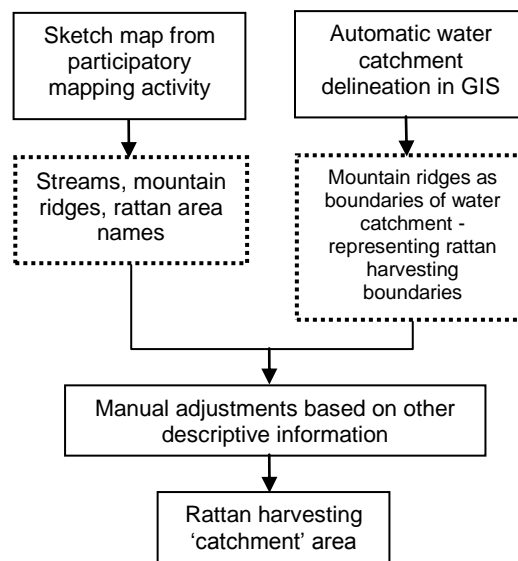 Sketch map from
participatory
mapping activity
Automatic water
catchment
delineation in GIS
Streams, mountain
ridges, rattan area
names
Mountain ridges as
boundaries of water
catchment -
representing rattan
harvesting
boundaries
Manual adjustments based on other
descriptive information
Rattan harvesting
‘catchment’ area